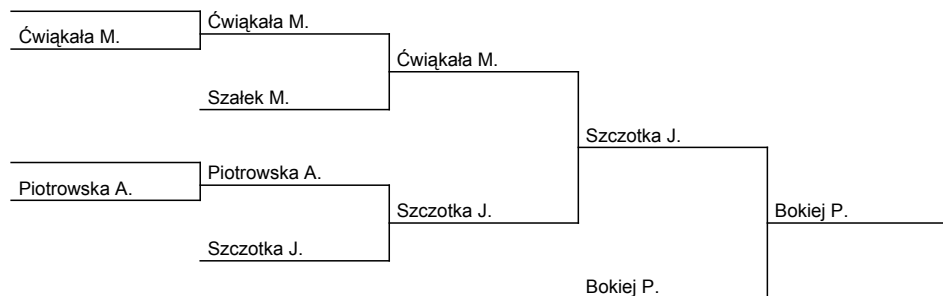 Ćwiąkała M.
Ćwiąkała M.
Ćwiąkała M.
Szałek M.
Szczotka J.
Piotrowska A.
Piotrowska A.
Szczotka J.
Bokiej P.
Szczotka J.
Bokiej P.